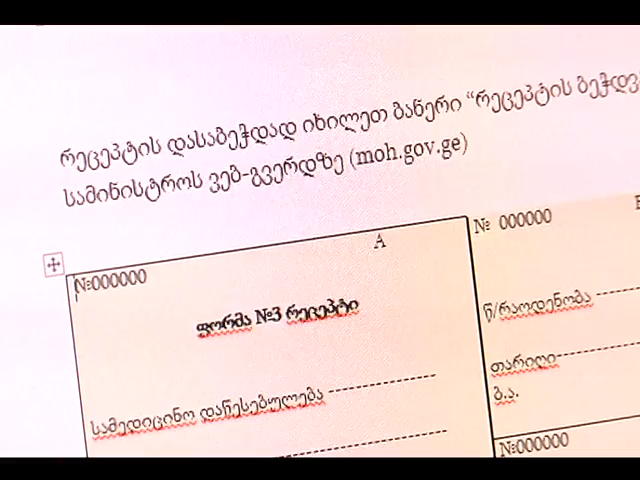 რეცეპტის დასაბეჭდად იხილეთ ბანერი “რეცეპტის ბეჭდვ
სამინისტროს ვებ-გვერდზე (moh.gov.ge)
№000000
A
ფორმა №3 რეცეპტი
სამედიცინო დაწესებულება ------------------
№ 000000
წ/რაოდენობა
თარიღი
ბ.ა.
№000000